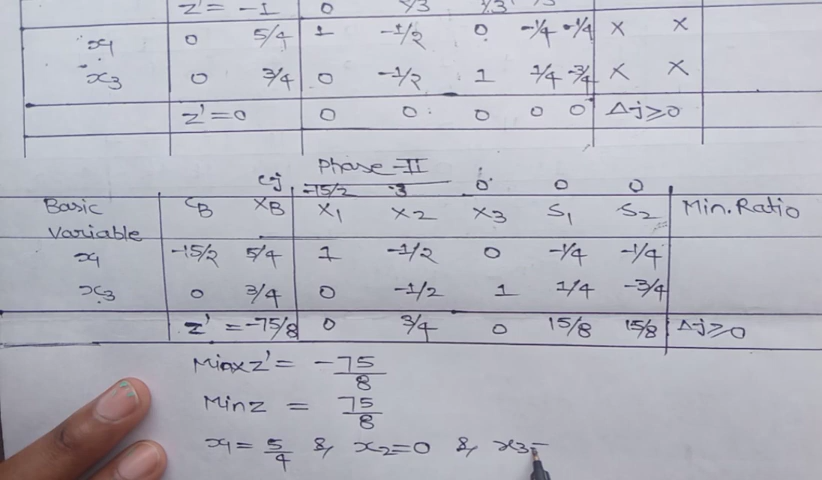 z' = -1 0
x1 0 5/4 1 -1/2 0 -1/4 -1/4 X X
x3 0 3/4 0 -1/2 1 1/4 -3/4 X X
z' = 0 0 0 0 0 0 Δj ≥ 0
Phase-II
Cj -15/2 -3 0 0 0
Basic Variable CB XB X1 X2 X3 S1 S2 Min. Ratio
x1 -15/2 5/4 1 -1/2 0 -1/4 -1/4
x3 0 3/4 0 -1/2 1 1/4 -3/4
z' = -75/8 0 3/4 0 15/8 15/8 Δj ≥ 0
Max z' = -75/8
Min z = 75/8
x1 = 5/4 & x2 = 0 & x3 =